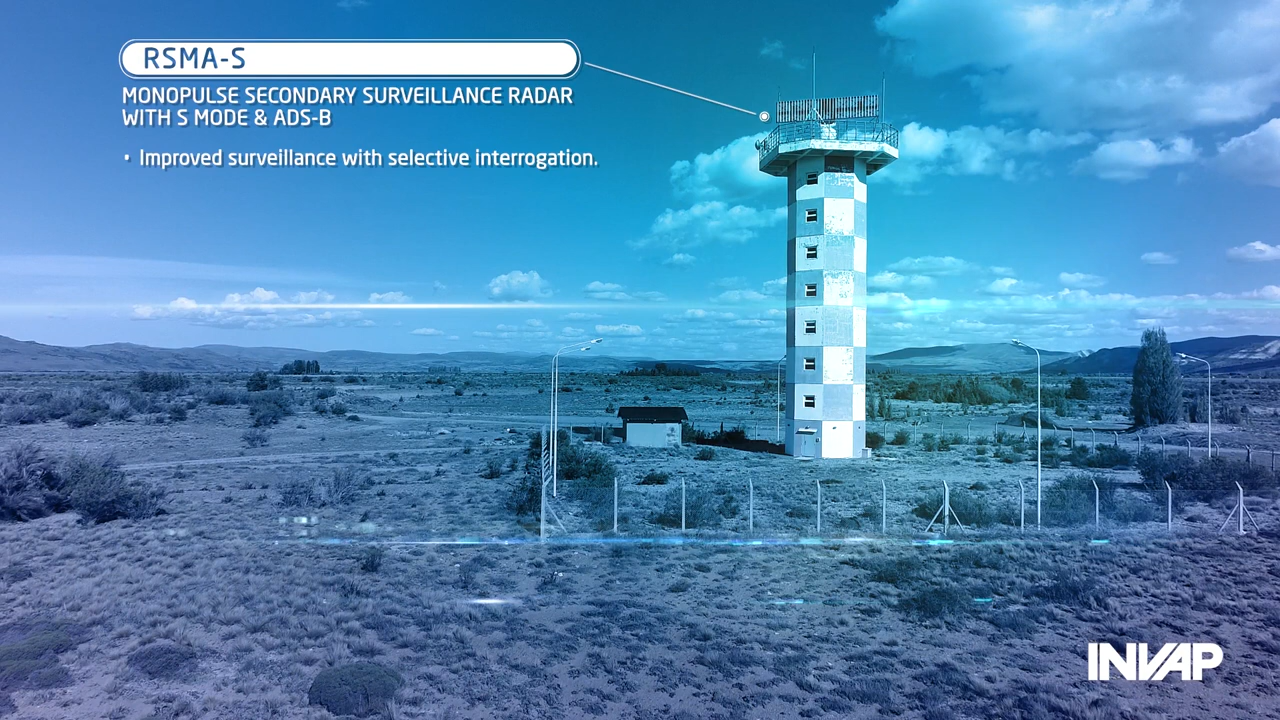 RSMA-S
MONOPULSE SECONDARY SURVEILLANCE RADAR
WITH S MODE & ADS-B
• Improved surveillance with selective interrogation.
INVAP